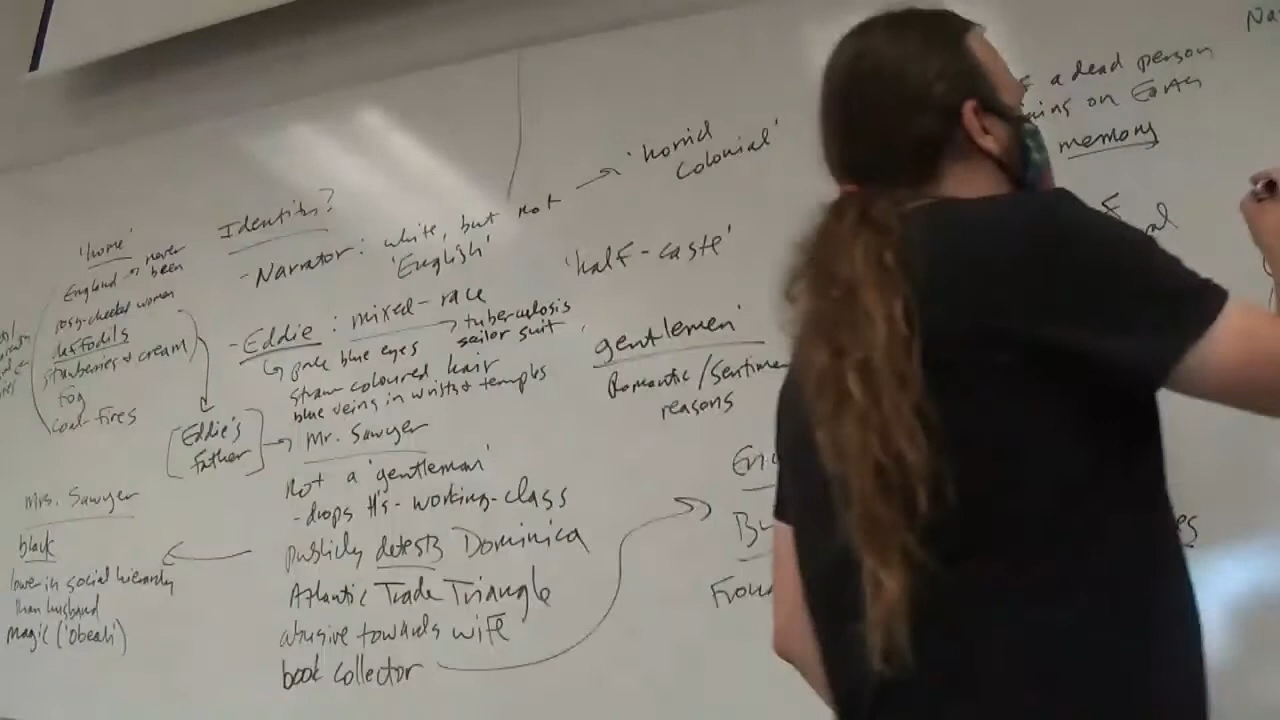 'home'
England → never
been
rosy-cheeked women
daffodils
strawberries & cream
fog
coal fires
Identities?
- Narrator: white, but not
'English'
'horrid
colonial'
- Eddie: mixed-race
'half-caste'
→ tuberculosis
sailor suit
pale blue eyes
straw coloured hair
blue veins in wrists & temples
[Eddie's
father]
Mr. Sawyer
not a 'gentleman'
- drops H's - working-class
publicly detests Dominica
Atlantic Trade Triangle
abusive towards wife
book collector
Mrs. Sawyer
black
lower in social hierarchy
than husband
magic ('obeah')
'gentlemen'
Romantic/Sentime
reasons
a dead person
on Earth
memory